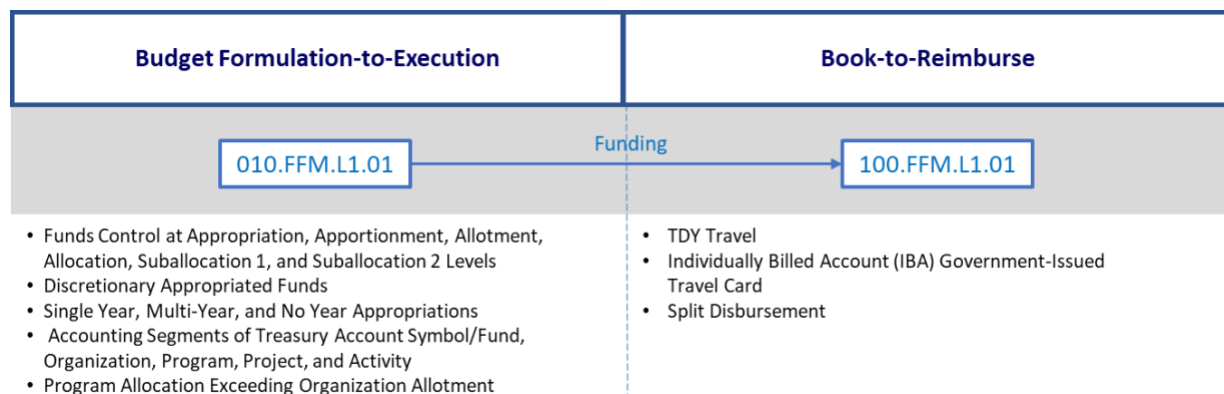 Budget Formulation-to-Execution
Book-to-Reimburse
Funding
010.FFM.L1.01
100.FFM.L1.01
• Funds Control at Appropriation, Apportionment, Allotment,
Allocation, Suballocation 1, and Suballocation 2 Levels
• Discretionary Appropriated Funds
• Single Year, Multi-Year, and No Year Appropriations
• Accounting Segments of Treasury Account Symbol/Fund,
Organization, Program, Project, and Activity
• Program Allocation Exceeding Organization Allotment
• TDY Travel
• Individually Billed Account (IBA) Government-Issued
Travel Card
• Split Disbursement